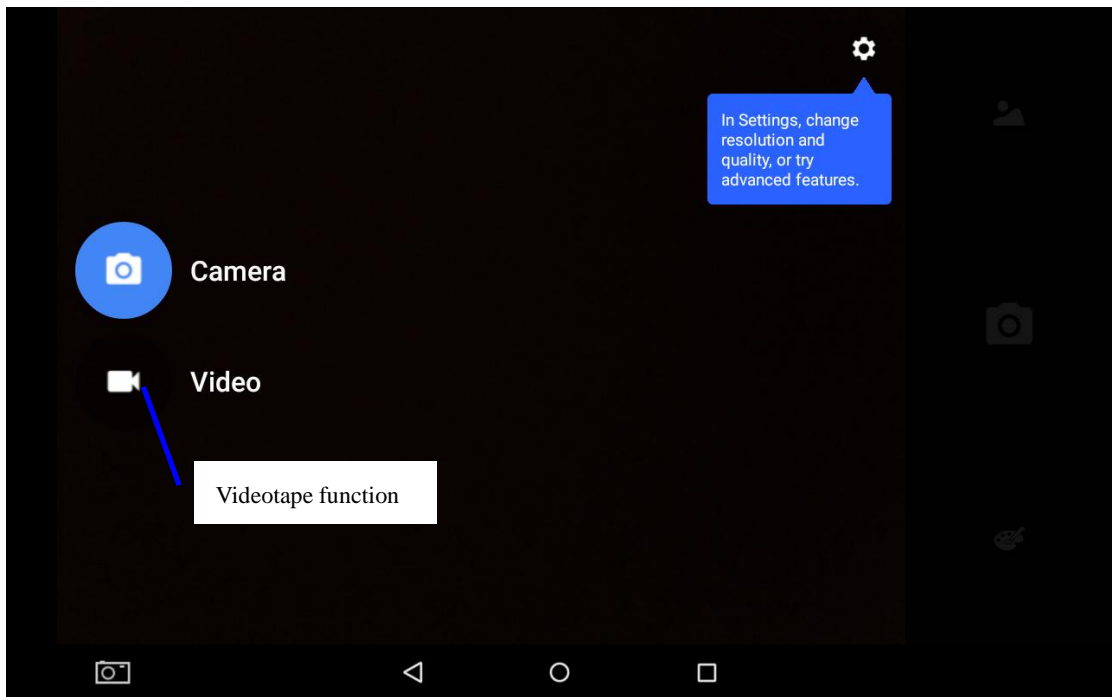 In Settings, change
resolution and
quality, or try
advanced features.
Camera
Video
Videotape function